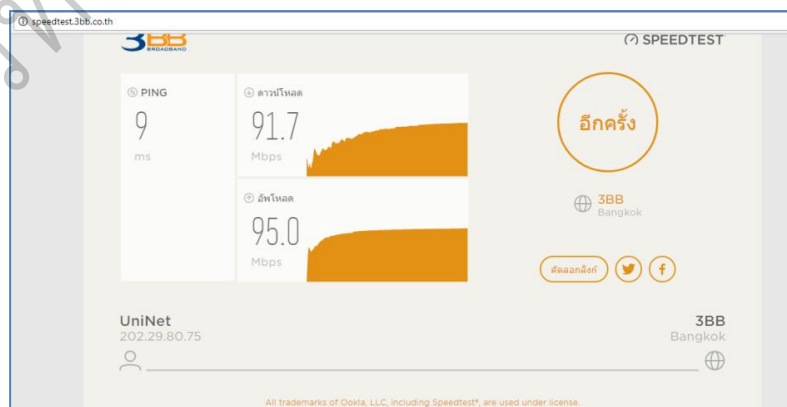 speedtest.3bb.co.th
3BB
BROADBAND
SPEEDTEST
PING
9
ms
ดาวน์โหลด
91.7
Mbps
อัพโหลด
95.0
Mbps
อีกครั้ง
3BB
Bangkok
คัดลอกลิงก์
UniNet
202.29.80.75
3BB
Bangkok
All trademarks of Ookla, LLC, including Speedtest®, are used under license.